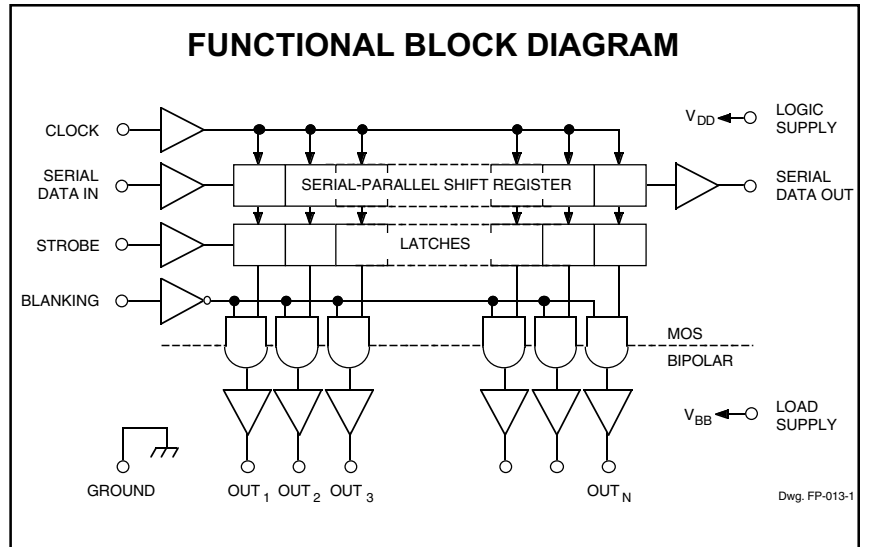 FUNCTIONAL BLOCK DIAGRAM
CLOCK
V_DD
LOGIC
SUPPLY
SERIAL
DATA IN
SERIAL-PARALLEL SHIFT REGISTER
SERIAL
DATA OUT
STROBE
LATCHES
BLANKING
MOS
BIPOLAR
V_BB
LOAD
SUPPLY
GROUND
OUT_1
OUT_2
OUT_3
OUT_N
Dwg. FP-013-1